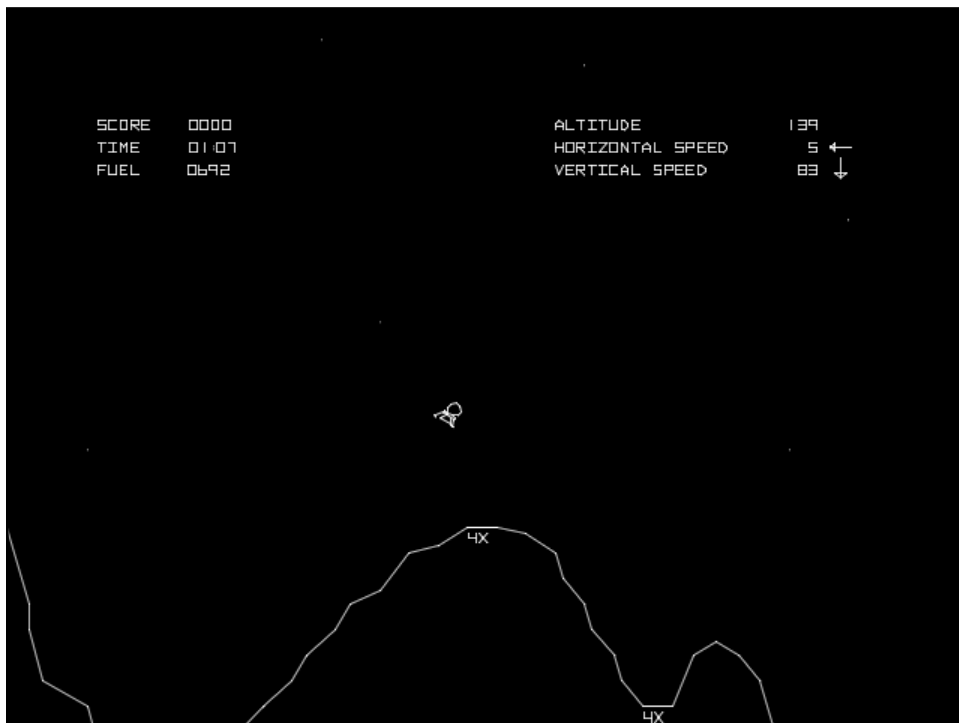 SCORE 0000
TIME 01:07
FUEL 0692
ALTITUDE 139
HORIZONTAL SPEED 5 ←
VERTICAL SPEED 83 ↓
4X
4X